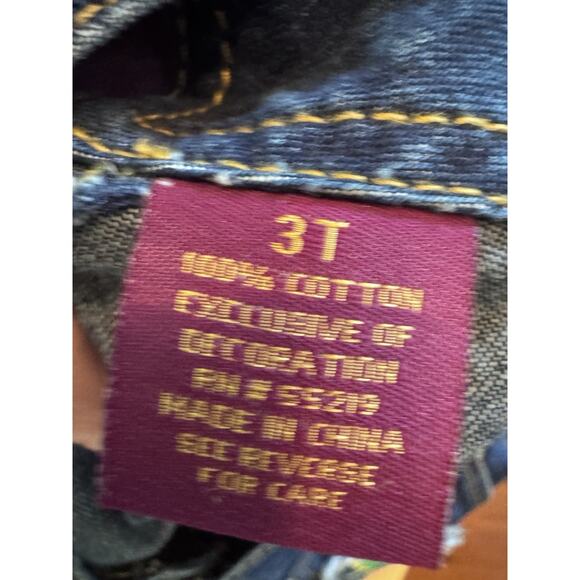 3T
100% COTTON
EXCLUSIVE OF
DECORATION
RN # 55219
MADE IN CHINA
SEE REVERSE
FOR CARE